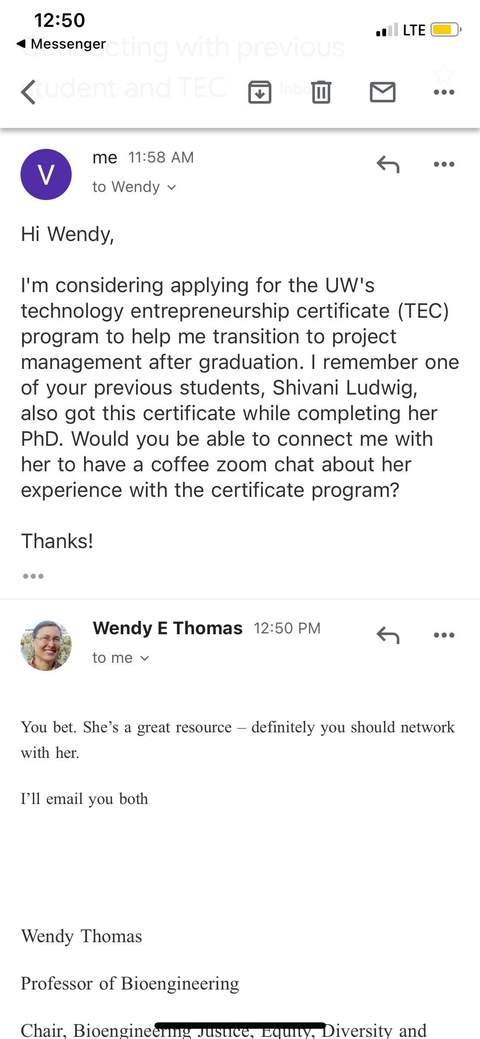 12:50
LTE
◀ Messenger
cting with previous
tudent and TEC Inbo
V
me 11:58 AM
to Wendy
Hi Wendy,
I'm considering applying for the UW's
technology entrepreneurship certificate (TEC)
program to help me transition to project
management after graduation. I remember one
of your previous students, Shivani Ludwig,
also got this certificate while completing her
PhD. Would you be able to connect me with
her to have a coffee zoom chat about her
experience with the certificate program?
Thanks!
Wendy E Thomas 12:50 PM
to me
You bet. She’s a great resource – definitely you should network
with her.
I’ll email you both
Wendy Thomas
Professor of Bioengineering
Chair, Bioengineering Justice, Equity, Diversity and